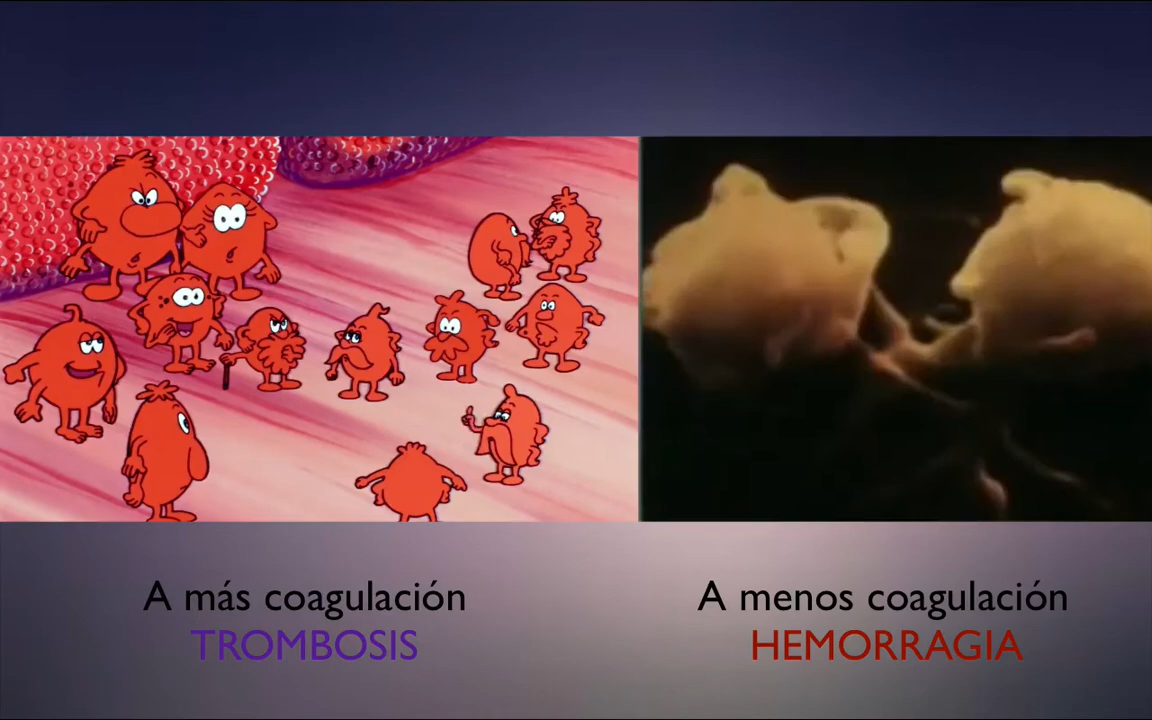 A más coagulación
TROMBOSIS
A menos coagulación
HEMORRAGIA